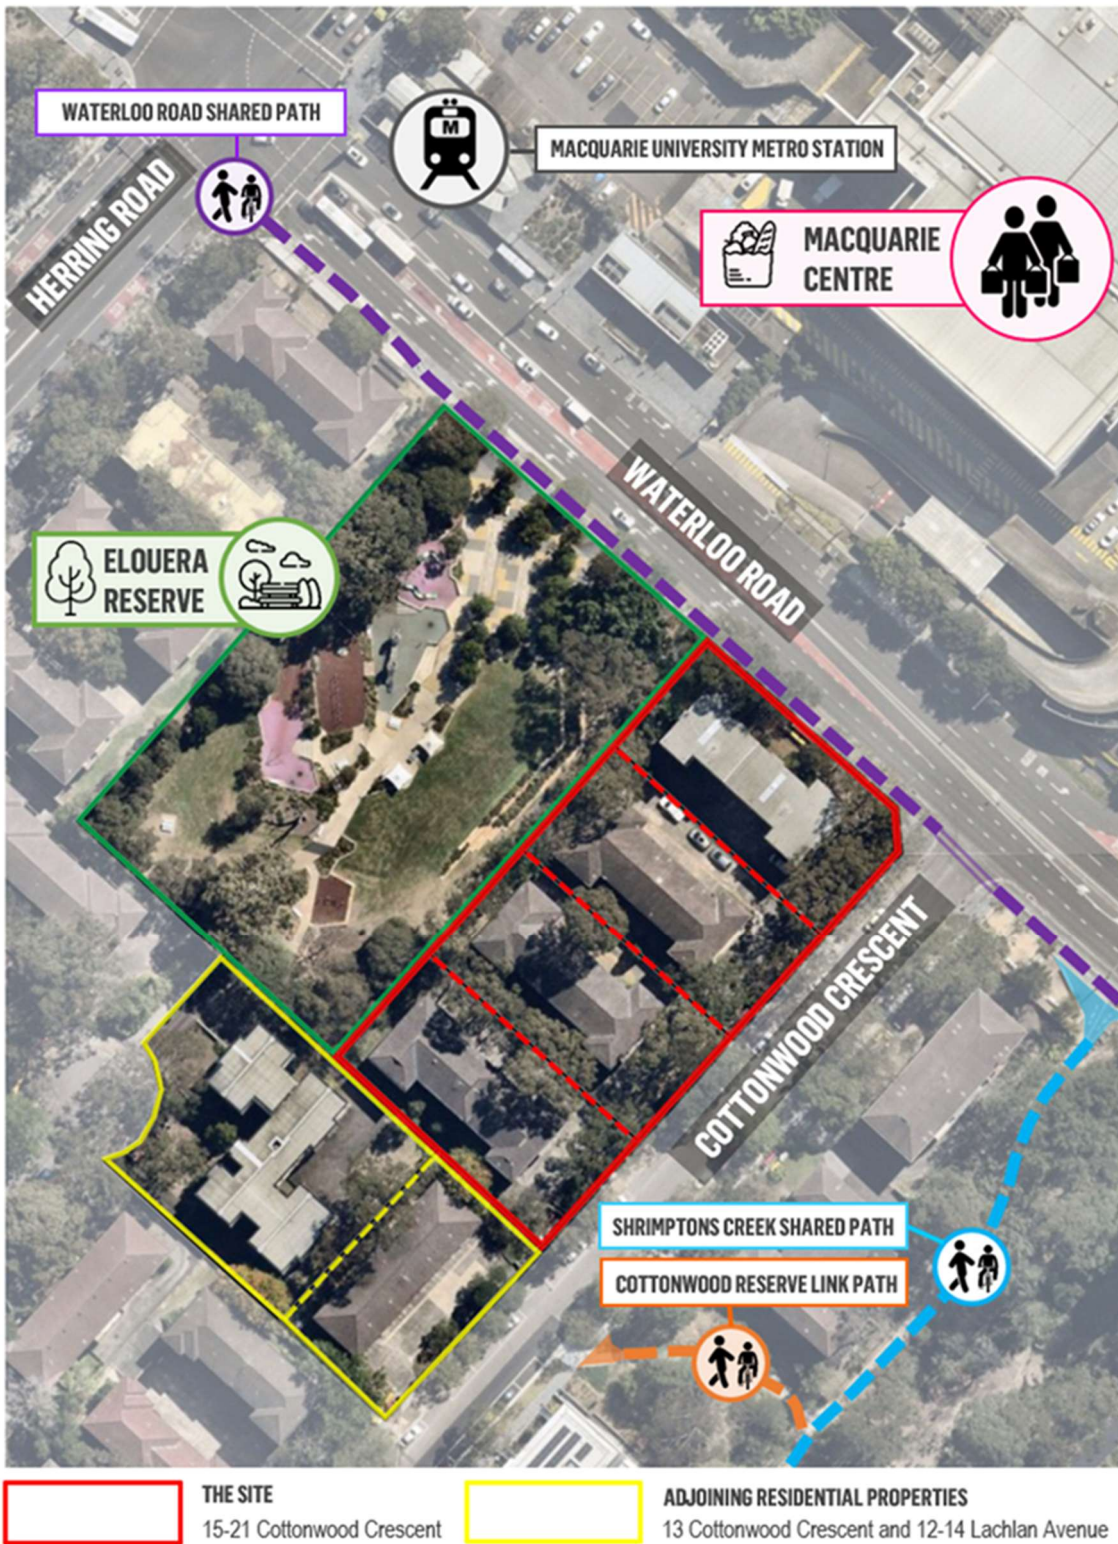 WATERLOO ROAD SHARED PATH
M
MACQUARIE UNIVERSITY METRO STATION
HERRING ROAD
MACQUARIE
CENTRE
WATERLOO ROAD
ELOUERA
RESERVE
COTTONWOOD CRESCENT
SHRIMPTONS CREEK SHARED PATH
COTTONWOOD RESERVE LINK PATH
THE SITE
15-21 Cottonwood Crescent
ADJOINING RESIDENTIAL PROPERTIES
13 Cottonwood Crescent and 12-14 Lachlan Avenue